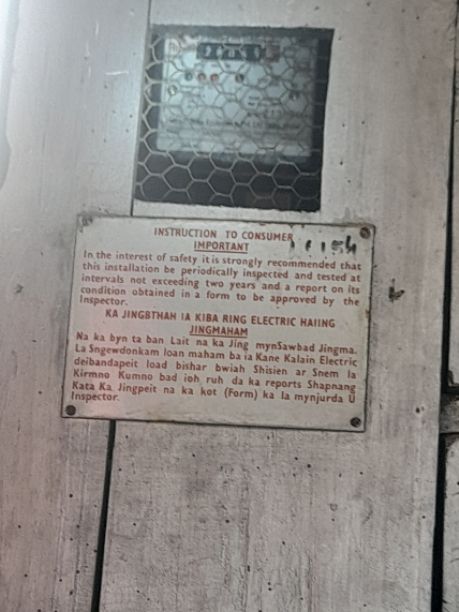 INSTRUCTION TO CONSUMER
IMPORTANT
In the interest of safety it is strongly recommended that
this installation be periodically inspected and tested at
intervals not exceeding two years and a report on its
condition obtained in a form to be approved by the
Inspector.
KA JINGBTHAH IA KIBA RING ELECTRIC HAIING
JINGMAHAM
Na ka byn ta ban Lait na ka Jing mynSawbad Jingma.
La Sngewdonkam loan maham ba ia Kane Kalain Electric
deibandapeit load bishar bwiah Shisien ar Snem la
Kirmno Kumno bad ioh ruh da ka reports Shapnang
Kata Ka Jingpeit na ka kot (Form) ka la mynjurda U
Inspector.